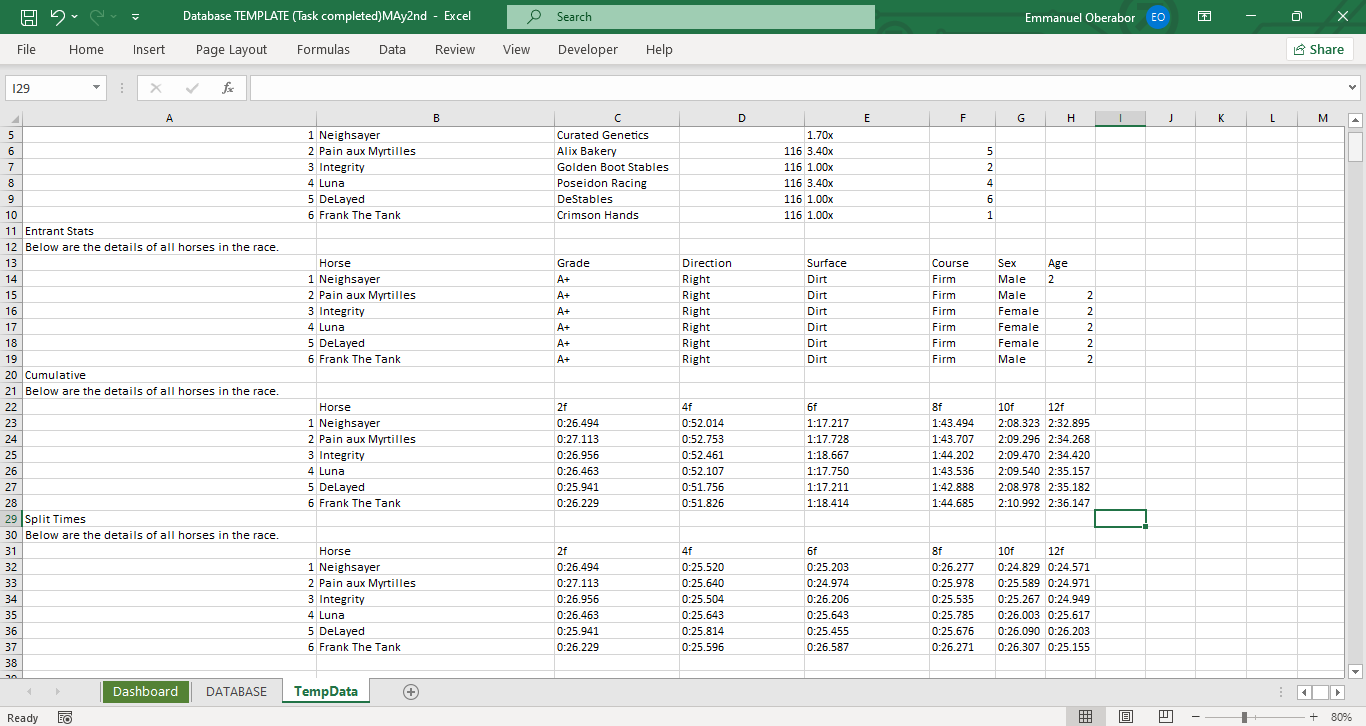 Database TEMPLATE (Task completed)MAy2nd - Excel Search Emmanuel Oberabor EO
File Home Insert Page Layout Formulas Data Review View Developer Help Share
I29 fx
A B C D E F G H I J K L M
5 1 Neighsayer Curated Genetics 1.70x
6 2 Pain aux Myrtilles Alix Bakery 116 3.40x 5
7 3 Integrity Golden Boot Stables 116 1.00x 2
8 4 Luna Poseidon Racing 116 3.40x 4
9 5 DeLayed DeStables 116 1.00x 6
10 6 Frank The Tank Crimson Hands 116 1.00x 1
11 Entrant Stats
12 Below are the details of all horses in the race.
13 Horse Grade Direction Surface Course Sex Age
14 1 Neighsayer A+ Right Dirt Firm Male 2
15 2 Pain aux Myrtilles A+ Right Dirt Firm Male 2
16 3 Integrity A+ Right Dirt Firm Female 2
17 4 Luna A+ Right Dirt Firm Female 2
18 5 DeLayed A+ Right Dirt Firm Female 2
19 6 Frank The Tank A+ Right Dirt Firm Male 2
20 Cumulative
21 Below are the details of all horses in the race.
22 Horse 2f 4f 6f 8f 10f 12f
23 1 Neighsayer 0:26.494 0:52.014 1:17.217 1:43.494 2:08.323 2:32.895
24 2 Pain aux Myrtilles 0:27.113 0:52.753 1:17.728 1:43.707 2:09.296 2:34.268
25 3 Integrity 0:26.956 0:52.461 1:18.667 1:44.202 2:09.470 2:34.420
26 4 Luna 0:26.463 0:52.107 1:17.750 1:43.536 2:09.540 2:35.157
27 5 DeLayed 0:25.941 0:51.756 1:17.211 1:42.888 2:08.978 2:35.182
28 6 Frank The Tank 0:26.229 0:51.826 1:18.414 1:44.685 2:10.992 2:36.147
29 Split Times
30 Below are the details of all horses in the race.
31 Horse 2f 4f 6f 8f 10f 12f
32 1 Neighsayer 0:26.494 0:25.520 0:25.203 0:26.277 0:24.829 0:24.571
33 2 Pain aux Myrtilles 0:27.113 0:25.640 0:24.974 0:25.978 0:25.589 0:24.971
34 3 Integrity 0:26.956 0:25.504 0:26.206 0:25.535 0:25.267 0:24.949
35 4 Luna 0:26.463 0:25.643 0:25.643 0:25.785 0:26.003 0:25.617
36 5 DeLayed 0:25.941 0:25.814 0:25.455 0:25.676 0:26.090 0:26.203
37 6 Frank The Tank 0:26.229 0:25.596 0:26.587 0:26.271 0:26.307 0:25.155
38
Dashboard DATABASE TempData
Ready 80%